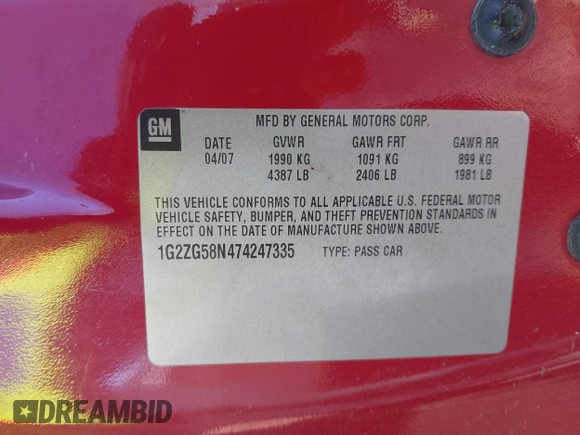 GM
MFD BY GENERAL MOTORS CORP.
DATE GVWR GAWR FRT GAWR RR
04/07 1990 KG 1091 KG 899 KG
4387 LB 2406 LB 1981 LB
THIS VEHICLE CONFORMS TO ALL APPLICABLE U.S. FEDERAL MOTOR
VEHICLE SAFETY, BUMPER, AND THEFT PREVENTION STANDARDS IN
EFFECT ON THE DATE OF MANUFACTURE SHOWN ABOVE.
1G2ZG58N474247335 TYPE: PASS CAR
DREAMBID